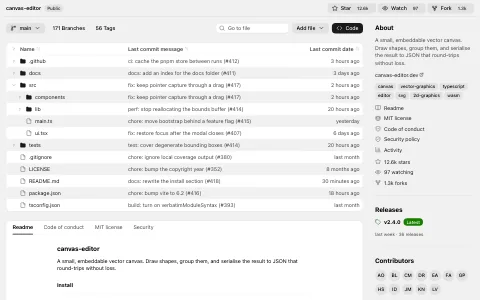 canvas-editor Public
Star 12.6k
Watch 97
Fork 1.3k
main
171 Branches
56 Tags
Go to file
Add file
Code
Name
Last commit message
Last commit date
.github
ci: cache the pnpm store between runs (#412)
3 hours ago
docs
docs: add an index for the docs folder (#411)
3 days ago
src
fix: keep pointer capture through a drag (#417)
2 hours ago
components
fix: keep pointer capture through a drag (#417)
2 hours ago
lib
perf: stop reallocating the bounds buffer (#414)
20 hours ago
main.ts
chore: move bootstrap behind a feature flag (#415)
yesterday
ui.tsx
fix: restore focus after the modal closes (#407)
6 days ago
tests
test: cover degenerate bounding boxes (#414)
20 hours ago
.gitignore
chore: ignore local coverage output (#380)
last month
LICENSE
chore: bump the copyright year (#352)
8 months ago
README.md
docs: rewrite the install section (#418)
30 minutes ago
package.json
chore: bump vite to 6.2 (#416)
18 hours ago
tsconfig.json
build: turn on verbatimModuleSyntax (#393)
last month
Readme
Code of conduct
MIT license
Security
canvas-editor
A small, embeddable vector canvas. Draw shapes, group them, and serialise the result to JSON that
round-trips without loss.
Install
About
A small, embeddable vector canvas.
Draw shapes, group them, and serialise
the result to JSON that round-trips
without loss.
canvas-editor.dev
canvas vector-graphics typescript
editor svg 2d-graphics wasm
Readme
MIT license
Code of conduct
Security policy
Activity
12.6k stars
97 watching
1.3k forks
Releases
v2.4.0 Latest
last week · 36 releases
Contributors
AO BL CM DR EA FA GP
HS ID JM KN LV